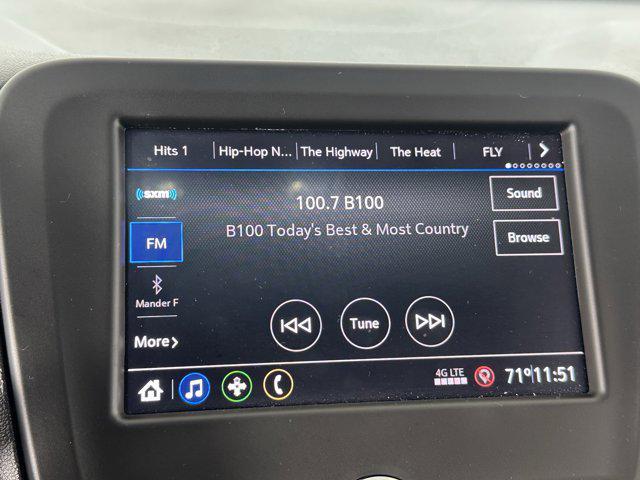 Hits 1 Hip-Hop N... The Highway The Heat FLY
sxm
100.7 B100
Sound
FM
B100 Today's Best & Most Country
Browse
Mander F
Tune
More
4G LTE
71° 11:51